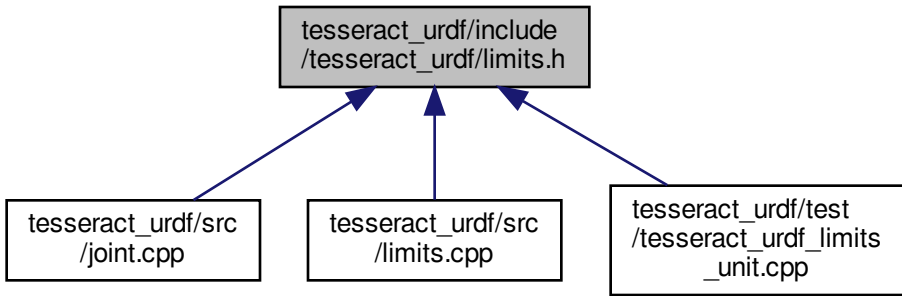 tesseract_urdf/include
/tesseract_urdf/limits.h
tesseract_urdf/src
/joint.cpp
tesseract_urdf/src
/limits.cpp
tesseract_urdf/test
/tesseract_urdf_limits
_unit.cpp